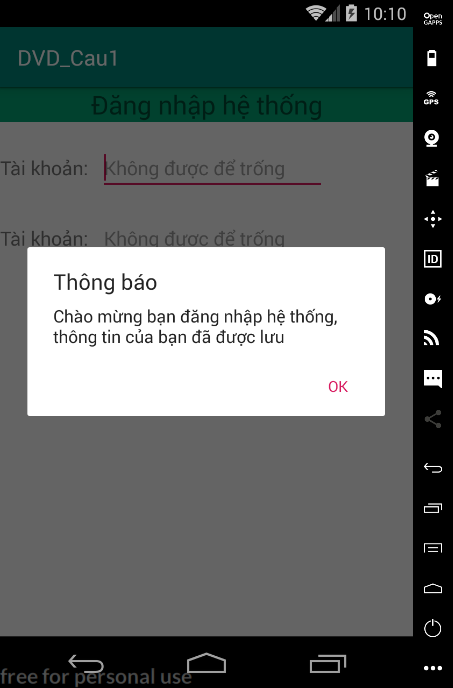 10:10
Open
GAPPS
DVD_Cau1
GPS
Đăng nhập hệ thống
Tài khoản: Không được để trống
Tài khoản: Không được để trống
ID
Thông báo
Chào mừng bạn đăng nhập hệ thống,
thông tin của bạn đã được lưu
OK
free for personal use